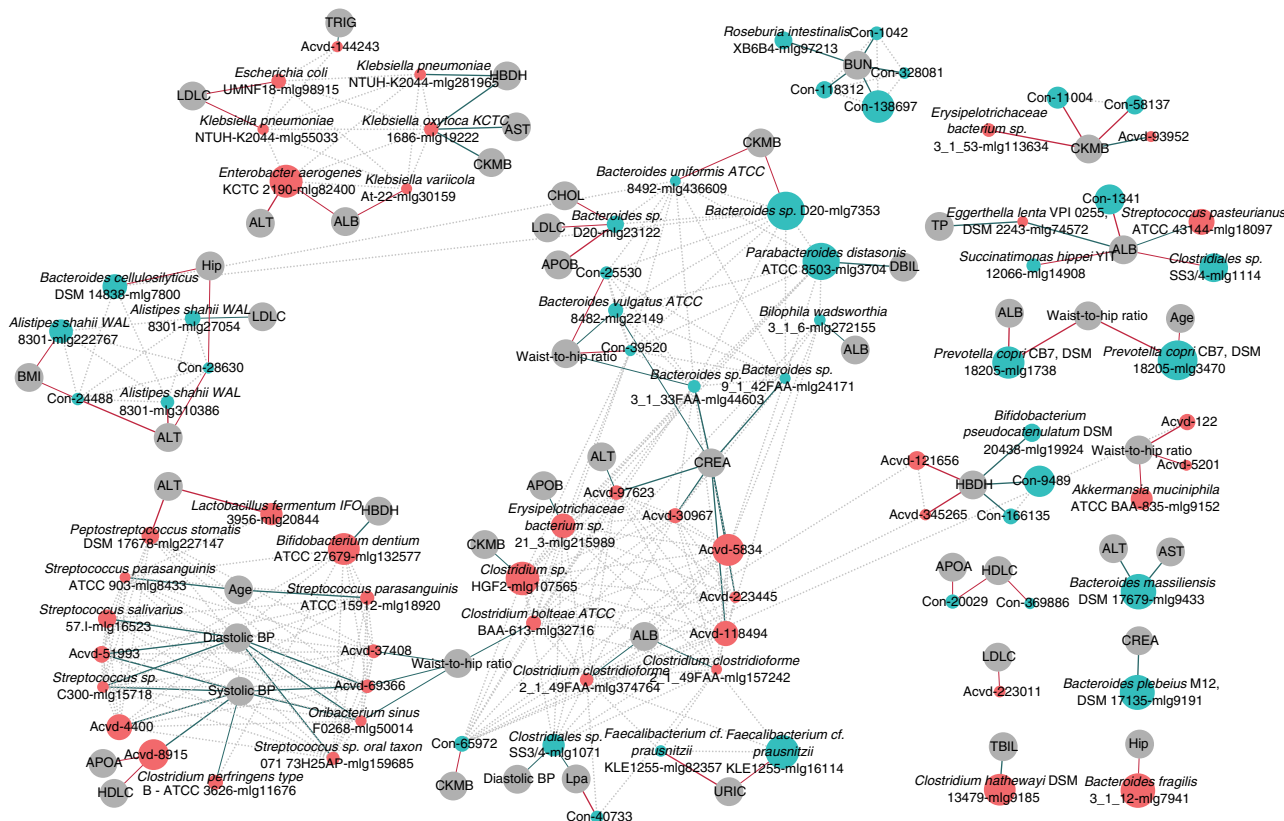 TRIG
Acvd-144243
Escherichia coli
UMNF18-mlg98915
Klebsiella pneumoniae
NTUH-K2044-mlg281965
HBDH
LDLC
Klebsiella pneumoniae
NTUH-K2044-mlg55033
Klebsiella oxytoca KCTC
1686-mlg19222
AST
CKMB
Enterobacter aerogenes
KCTC 2190-mlg82400
Klebsiella variicola
At-22-mlg30159
ALT
ALB
Roseburia intestinalis
XB6B4-mlg97213
Con-1042
BUN
Con-328081
Con-118312
Con-138697
Con-11004
Con-58137
Erysipelotrichaceae
bacterium sp.
3_1_53-mlg113634
Acvd-93952
CKMB
CKMB
Bacteroides uniformis ATCC
8492-mlg436609
CHOL
Bacteroides sp. D20-mlg7353
LDLC
Bacteroides sp.
D20-mlg23122
APOB
Con-25530
Parabacteroides distasonis
ATCC 8503-mlg3704
DBIL
Bacteroides vulgatus ATCC
8482-mlg22149
Bilophila wadsworthia
3_1_6-mlg272155
ALB
Waist-to-hip ratio
Con-39520
Bacteroides sp.
3_1_33FAA-mlg44603
Bacteroides sp.
9_1_42FAA-mlg24171
Con-1341
TP
Eggerthella lenta VPI 0255,
DSM 2243-mlg74572
Streptococcus pasteurianus
ATCC 43144-mlg18097
ALB
Succinatimonas hippei YIT
12066-mlg14908
Clostridiales sp.
SS3/4-mlg1114
Hip
Bacteroides cellulosilyticus
DSM 14838-mlg7800
Alistipes shahii WAL
8301-mlg27054
LDLC
Alistipes shahii WAL
8301-mlg222767
BMI
Con-28630
Con-24488
Alistipes shahii WAL
8301-mlg310386
ALT
ALB
Waist-to-hip ratio
Age
Prevotella copri CB7, DSM
18205-mlg1738
Prevotella copri CB7, DSM
18205-mlg3470
Bifidobacterium
pseudocatenulatum DSM
20438-mlg19924
Acvd-121656
HBDH
Con-9489
Acvd-345265
Con-166135
Acvd-122
Waist-to-hip ratio
Acvd-5201
Akkermansia muciniphila
ATCC BAA-835-mlg9152
CREA
ALT
Acvd-97623
APOB
Erysipelotrichaceae
bacterium sp.
21_3-mlg215989
Acvd-30967
CKMB
Clostridium sp.
HGF2-mlg107565
Acvd-5834
Acvd-223445
Clostridium bolteae ATCC
BAA-613-mlg32716
Acvd-118494
ALB
Clostridium clostridioforme
2_1_49FAA-mlg374764
Clostridium clostridioforme
2_1_49FAA-mlg157242
ALT
Lactobacillus fermentum IFO
3956-mlg20844
HBDH
Peptostreptococcus stomatis
DSM 17678-mlg227147
Bifidobacterium dentium
ATCC 27679-mlg132577
Streptococcus parasanguinis
ATCC 903-mlg8433
Age
Streptococcus parasanguinis
ATCC 15912-mlg18920
Streptococcus salivarius
57.I-mlg16523
Diastolic BP
Acvd-51993
Acvd-37408
Waist-to-hip ratio
Streptococcus sp.
C300-mlg15718
Systolic BP
Acvd-69366
Acvd-4400
Oribacterium sinus
F0268-mlg50014
Acvd-8915
APOA
Streptococcus sp. oral taxon
071 73H25AP-mlg159685
HDLC
Clostridium perfringens type
B - ATCC 3626-mlg11676
Con-65972
CKMB
Clostridiales sp.
SS3/4-mlg1071
Diastolic BP
Lpa
Con-40733
Faecalibacterium cf.
prausnitzii
KLE1255-mlg82357
Faecalibacterium cf.
prausnitzii
KLE1255-mlg16114
URIC
APOA
HDLC
Con-20029
Con-369886
ALT
AST
Bacteroides massiliensis
DSM 17679-mlg9433
LDLC
Acvd-223011
CREA
Bacteroides plebeius M12,
DSM 17135-mlg9191
TBIL
Clostridium hathewayi DSM
13479-mlg9185
Hip
Bacteroides fragilis
3_1_12-mlg7941